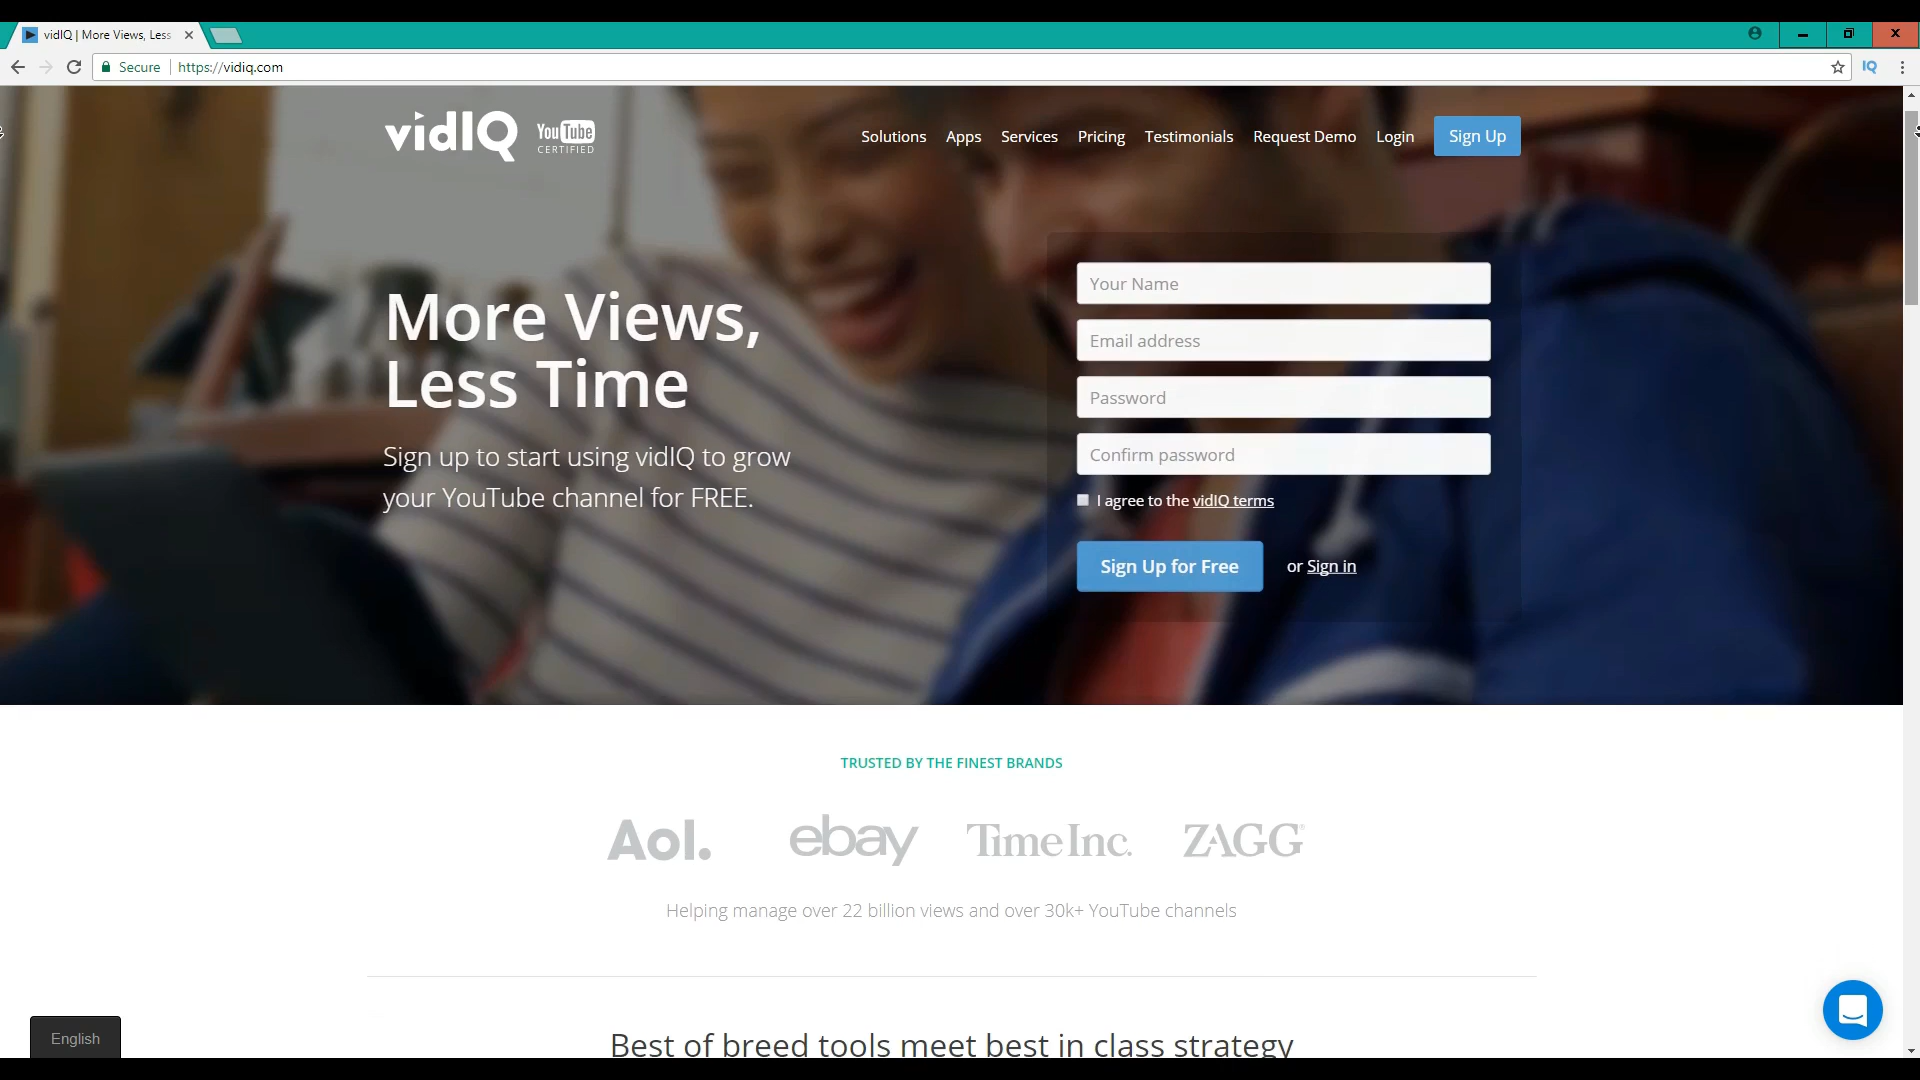 vidIQ | More Views, Less
Secure
https://vidiq.com
IQ
vidIQ
YouTube
CERTIFIED
Solutions Apps Services Pricing Testimonials Request Demo Login Sign Up
More Views,
Less Time
Sign up to start using vidIQ to grow
your YouTube channel for FREE.
Your Name
Email address
Password
Confirm password
I agree to the vidIQ terms
Sign Up for Free or Sign in
TRUSTED BY THE FINEST BRANDS
Aol. ebay Time Inc. ZAGG®
Helping manage over 22 billion views and over 30k+ YouTube channels
Best of breed tools meet best in class strategy
English